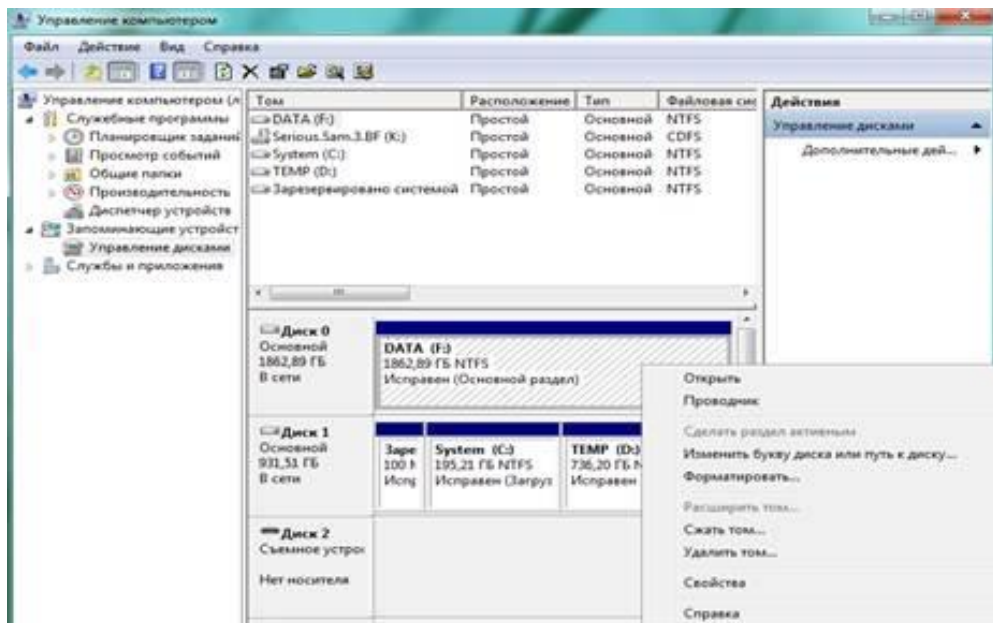 Управление компьютером
Файл Действие Вид Справка
Управление компьютером (л
Служебные программы
Планировщик заданий
Просмотр событий
Общие папки
Производительность
Диспетчер устройств
Запоминающие устройст
Управление дисками
Службы и приложения
Том Расположение Тип Файловая сис
DATA (F:) Простой Основной NTFS
Serious.Sam.3.BF (K:) Простой Основной CDFS
System (C:) Простой Основной NTFS
TEMP (D:) Простой Основной NTFS
Зарезервировано системой Простой Основной NTFS
Действия
Управление дисками
Дополнительные дей...
Диск 0
Основной
1862,89 ГБ
В сети
DATA (F:)
1862,89 ГБ NTFS
Исправен (Основной раздел)
Диск 1
Основной
931,51 ГБ
В сети
Заре
100 М
Испр
System (C:)
195,21 ГБ NTFS
Исправен (Загруз
TEMP (D:)
736,20 ГБ N
Исправен
Диск 2
Съемное устрой
Нет носителя
Открыть
Проводник
Сделать раздел активным
Изменить букву диска или путь к диску...
Форматировать...
Расширить том...
Сжать том...
Удалить том...
Свойства
Справка